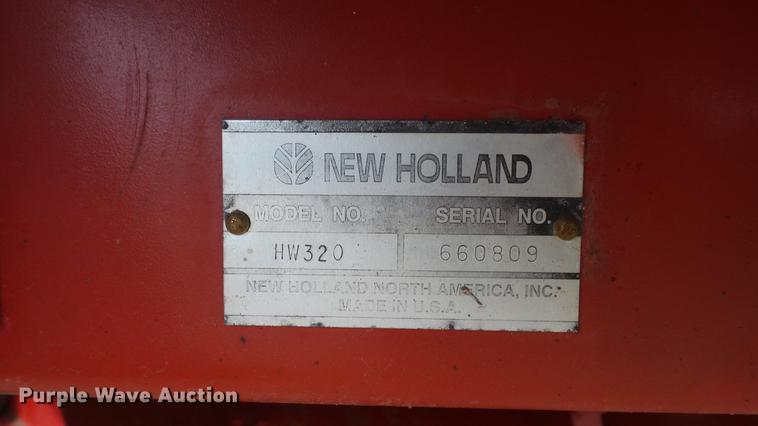 NEW HOLLAND
MODEL NO. SERIAL NO.
HW320 660809
NEW HOLLAND NORTH AMERICA, INC.
MADE IN U.S.A.
Purple Wave Auction